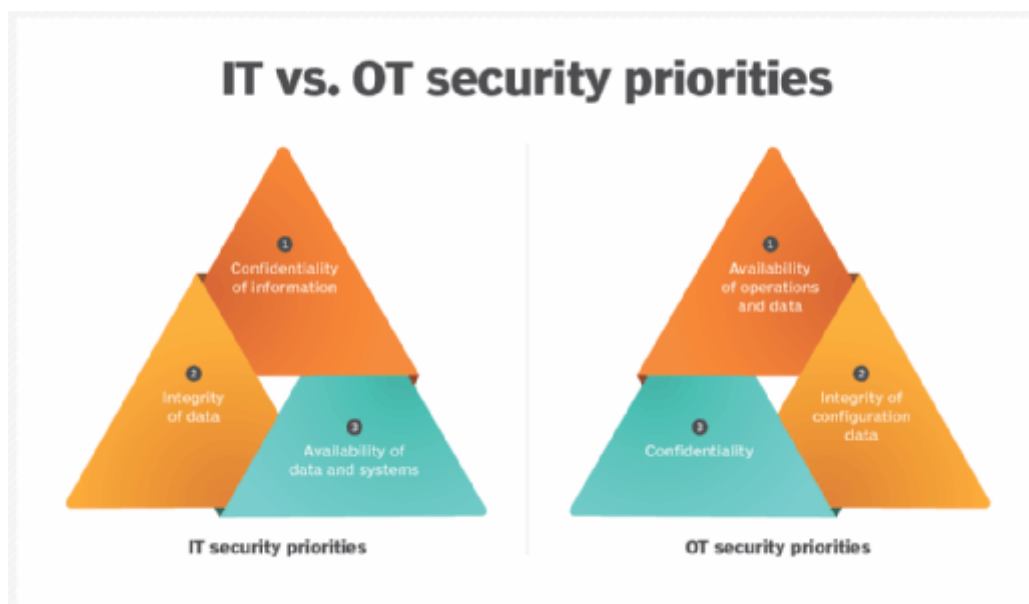 IT vs. OT security priorities
1
Confidentiality
of information
2
Integrity
of data
3
Availability of
data and systems
IT security priorities
1
Availability
of operations
and data
2
Integrity of
configuration
data
3
Confidentiality
OT security priorities